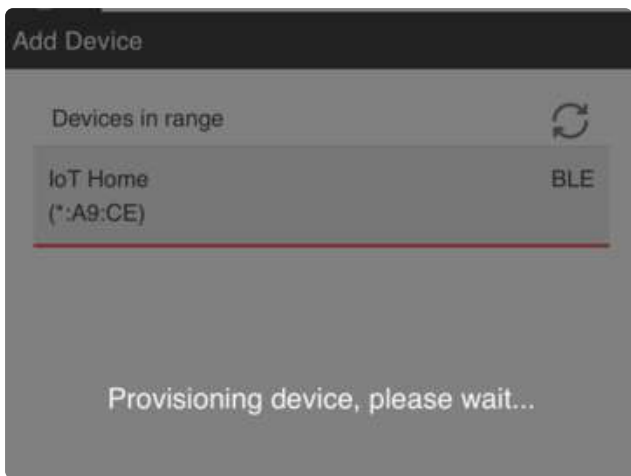 Add Device
Devices in range
IoT Home BLE
(*:A9:CE)
Provisioning device, please wait...